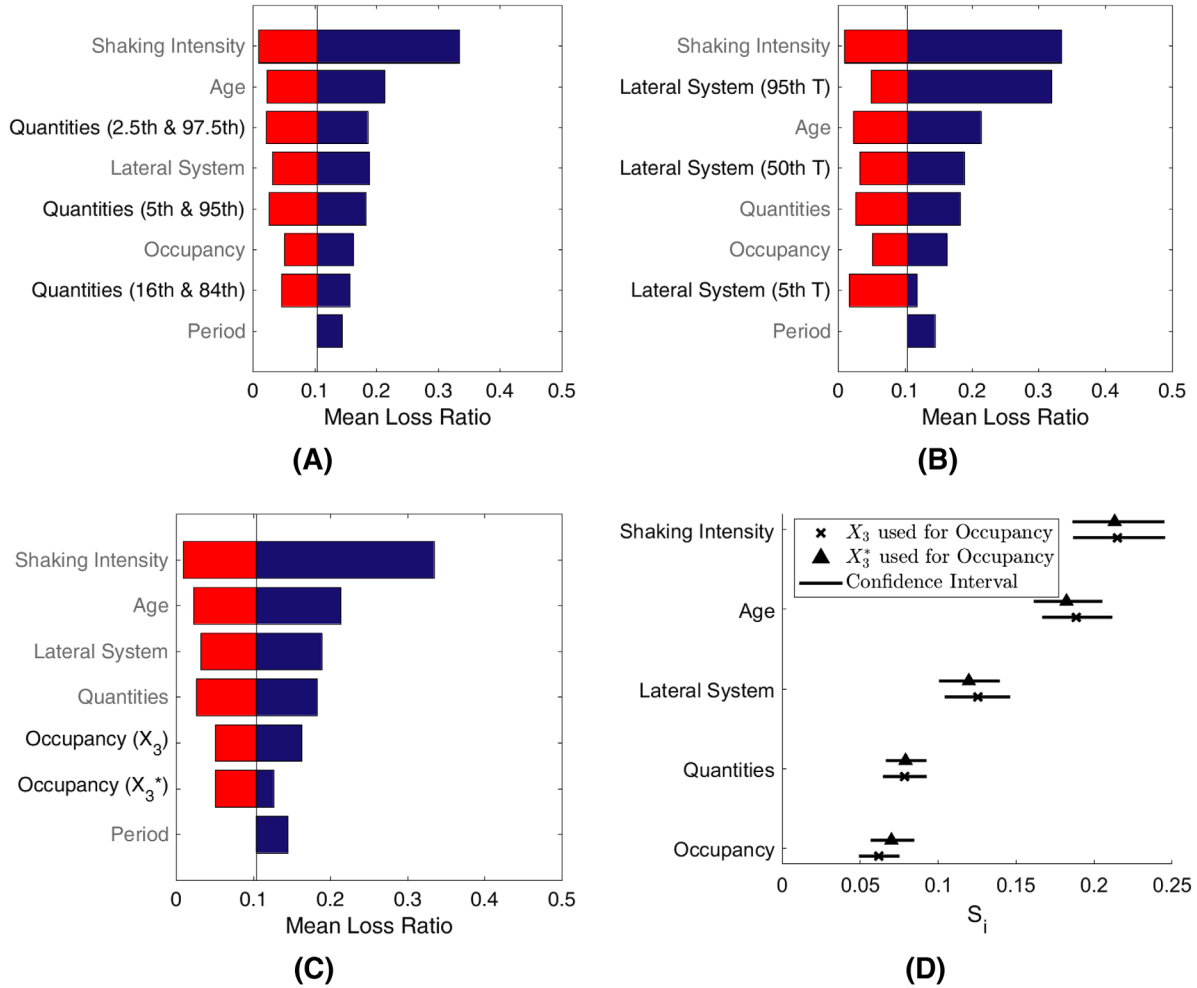 Shaking Intensity
Age
Quantities (2.5th & 97.5th)
Lateral System
Quantities (5th & 95th)
Occupancy
Quantities (16th & 84th)
Period
0 0.1 0.2 0.3 0.4 0.5
Mean Loss Ratio
(A)
Shaking Intensity
Lateral System (95th T)
Age
Lateral System (50th T)
Quantities
Occupancy
Lateral System (5th T)
Period
0 0.1 0.2 0.3 0.4 0.5
Mean Loss Ratio
(B)
Shaking Intensity
Age
Lateral System
Quantities
Occupancy (X3)
Occupancy (X3*)
Period
0 0.1 0.2 0.3 0.4 0.5
Mean Loss Ratio
(C)
X3 used for Occupancy
X3* used for Occupancy
Confidence Interval
Shaking Intensity
Age
Lateral System
Quantities
Occupancy
0 0.05 0.1 0.15 0.2 0.25
Si
(D)